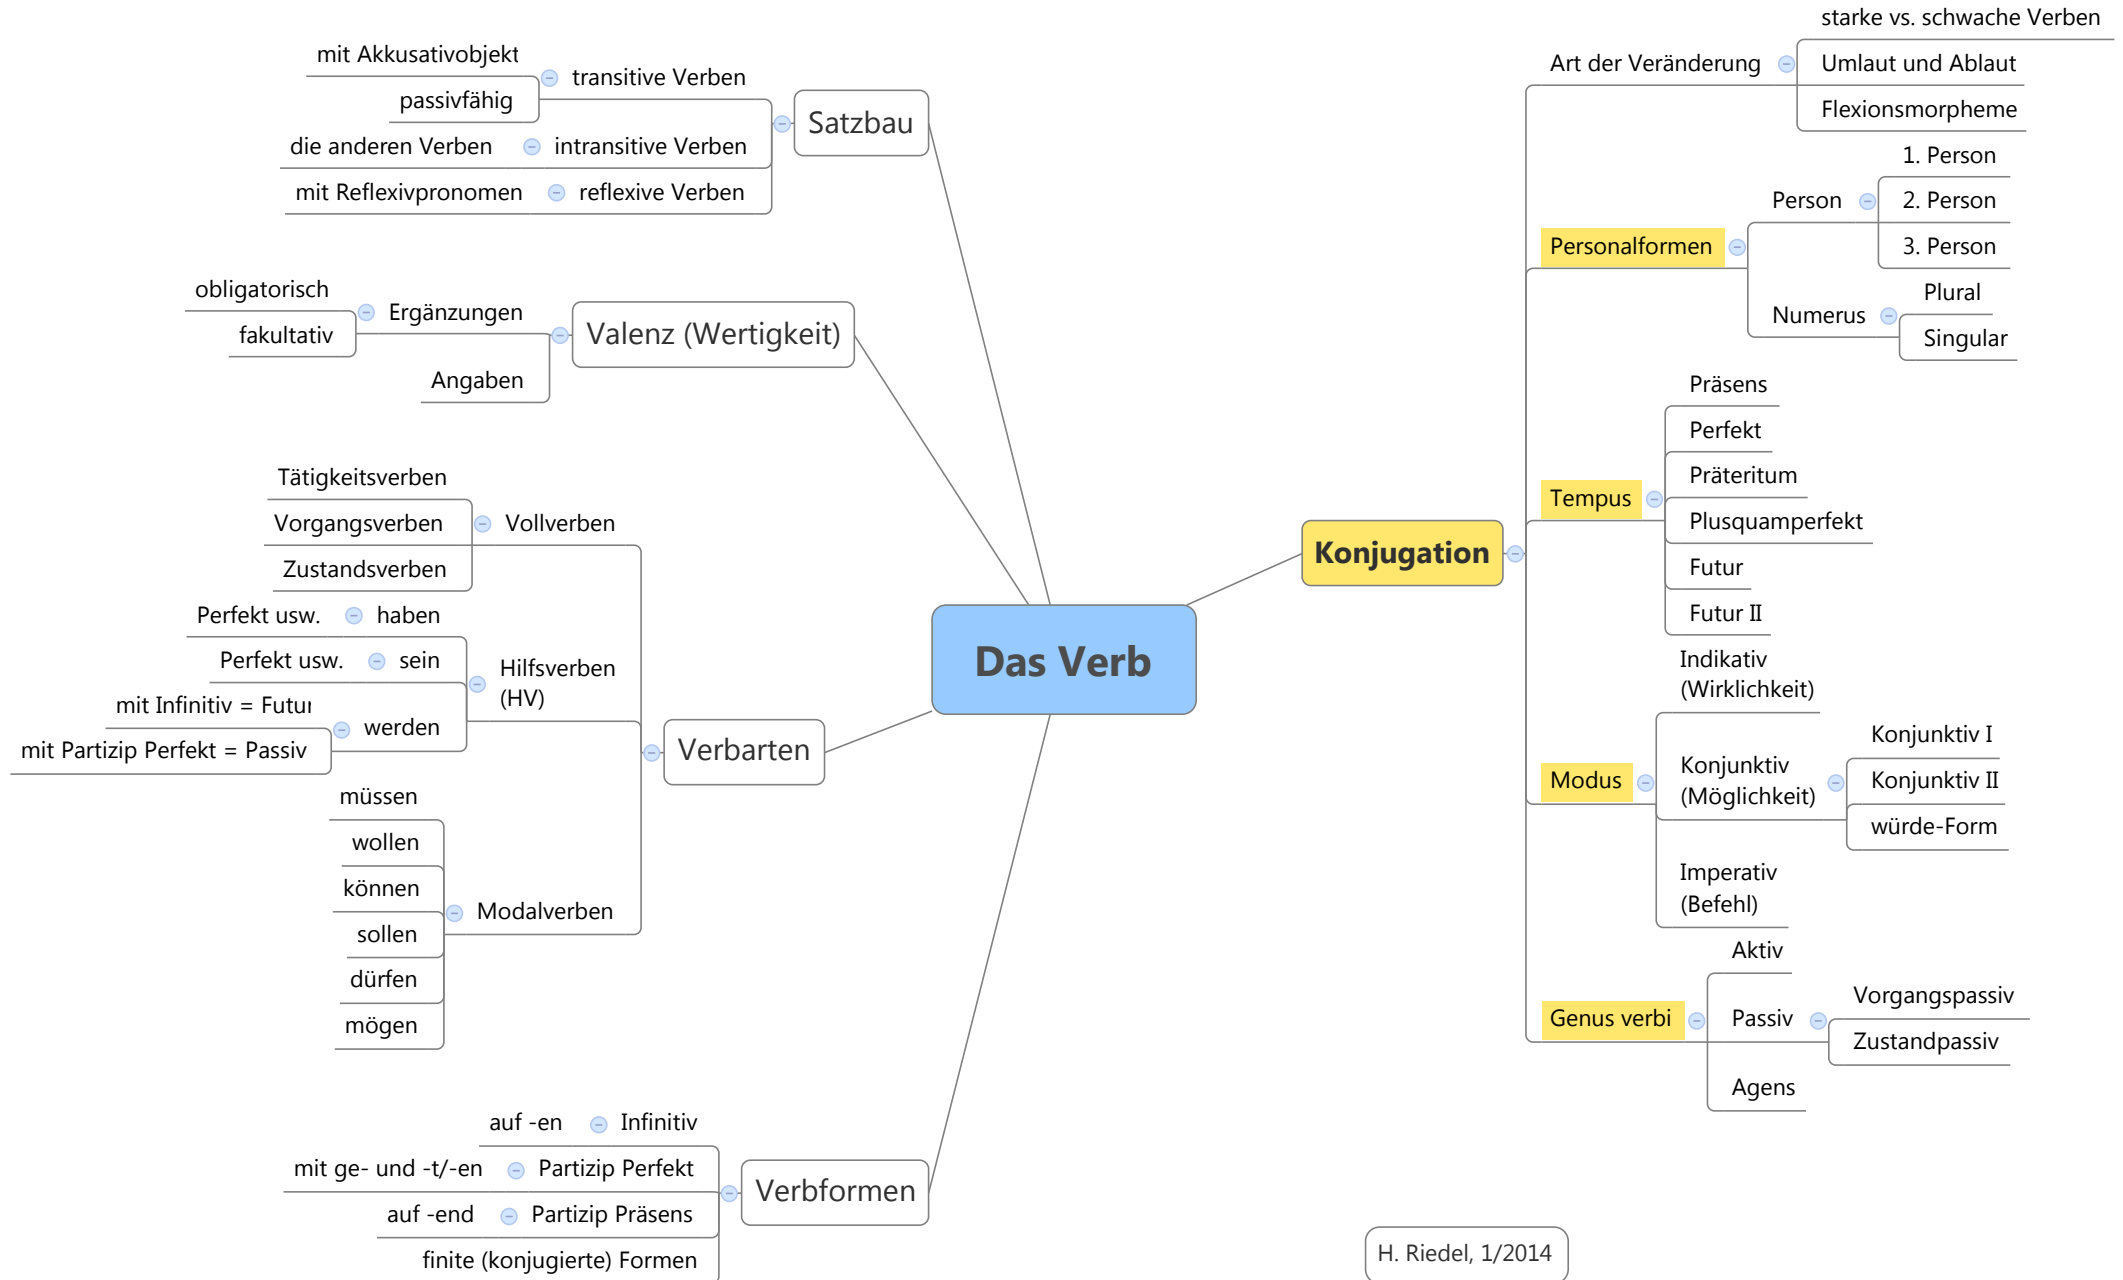 Das Verb
Satzbau
transitive Verben
mit Akkusativobjekt
passivfähig
intransitive Verben
die anderen Verben
reflexive Verben
mit Reflexivpronomen
Valenz (Wertigkeit)
Ergänzungen
obligatorisch
fakultativ
Angaben
Verbarten
Vollverben
Tätigkeitsverben
Vorgangsverben
Zustandsverben
Hilfsverben
(HV)
haben
Perfekt usw.
sein
Perfekt usw.
werden
mit Infinitiv = Futur
mit Partizip Perfekt = Passiv
Modalverben
müssen
wollen
können
sollen
dürfen
mögen
Verbformen
Infinitiv
auf -en
Partizip Perfekt
mit ge- und -t/-en
Partizip Präsens
auf -end
finite (konjugierte) Formen
Konjugation
Art der Veränderung
starke vs. schwache Verben
Umlaut und Ablaut
Flexionsmorpheme
Personalformen
Person
1. Person
2. Person
3. Person
Numerus
Plural
Singular
Tempus
Präsens
Perfekt
Präteritum
Plusquamperfekt
Futur
Futur II
Modus
Indikativ
(Wirklichkeit)
Konjunktiv
(Möglichkeit)
Konjunktiv I
Konjunktiv II
würde-Form
Imperativ
(Befehl)
Genus verbi
Aktiv
Passiv
Vorgangspassiv
Zustandpassiv
Agens
H. Riedel, 1/2014